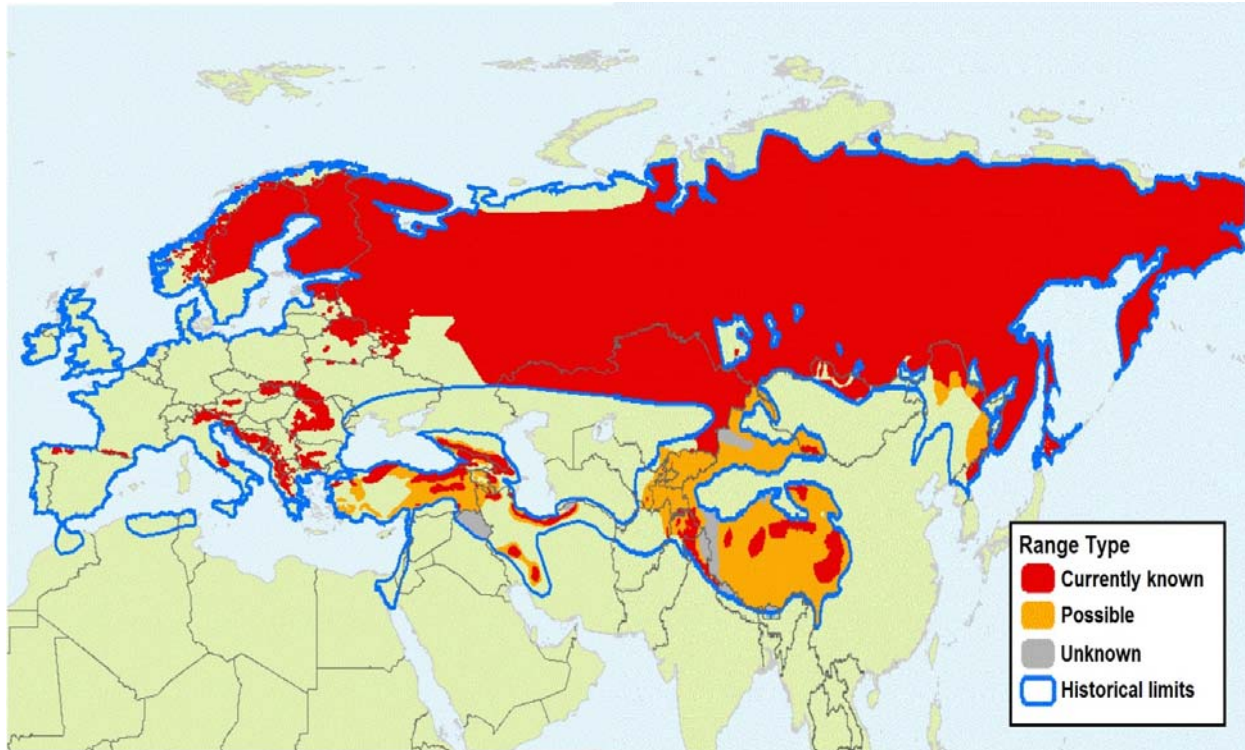 Range Type
Currently known
Possible
Unknown
Historical limits